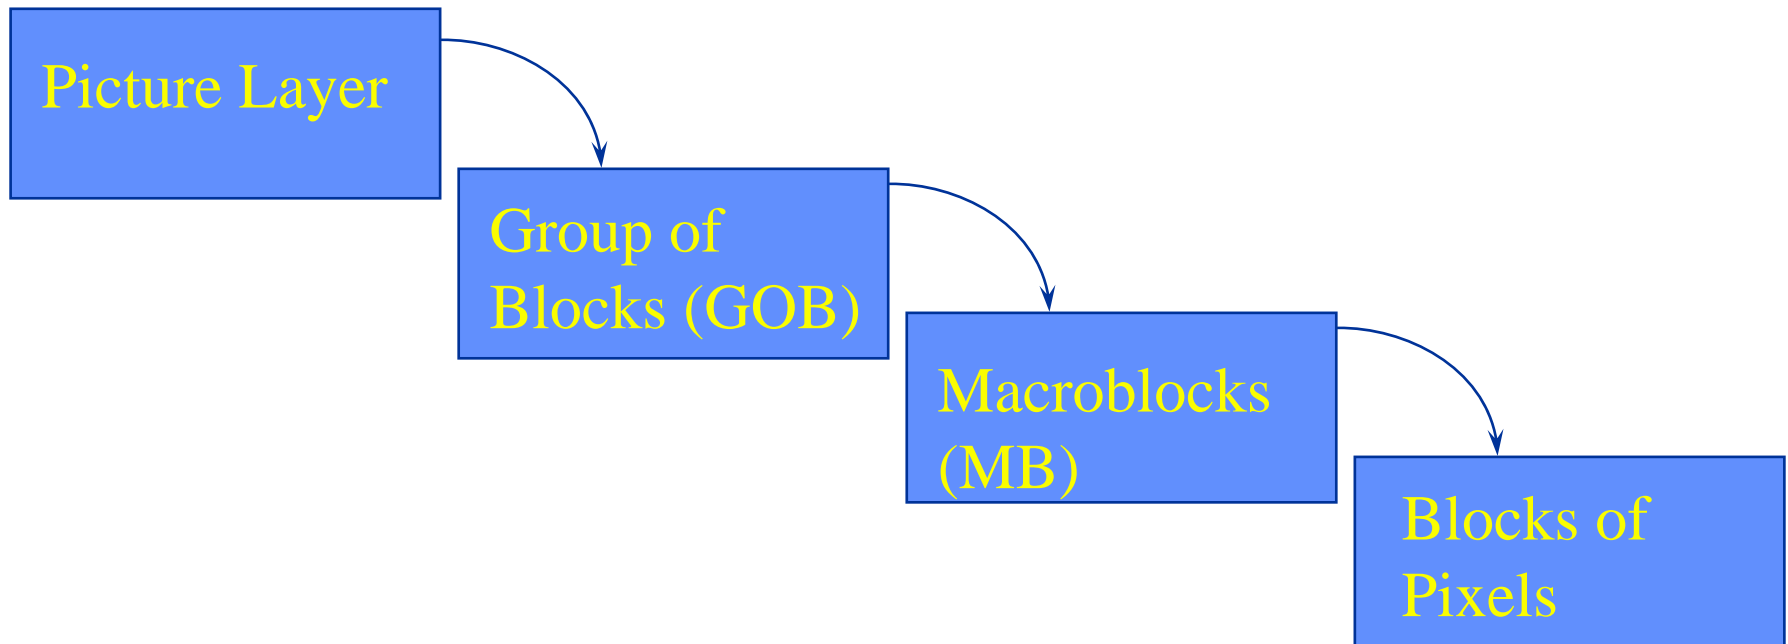 Picture Layer
Group of
Blocks (GOB)
Macroblocks
(MB)
Blocks of
Pixels